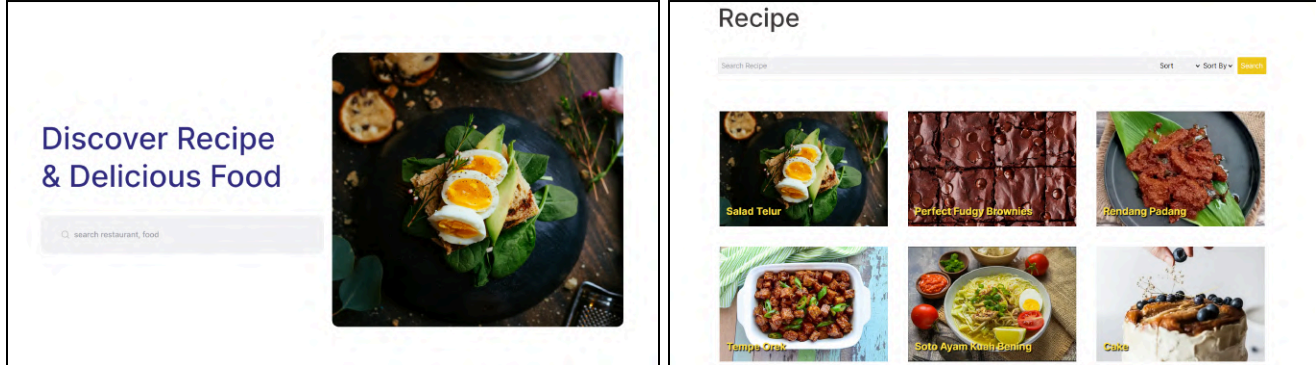 Discover Recipe
& Delicious Food
search restaurant, food
Recipe
Search Recipe
Sort
Sort By
Search
Salad Telur
Perfect Fudgy Brownies
Rendang Padang
Tempe Orek
Soto Ayam Kuah Bening
Cake